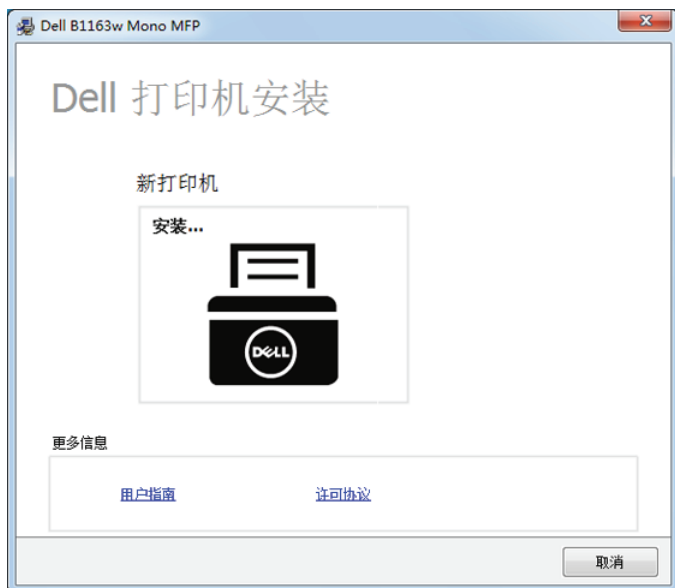 Dell B1163w Mono MFP
Dell 打印机安装
新打印机
安装...
DELL
更多信息
用户指南 许可协议
取消